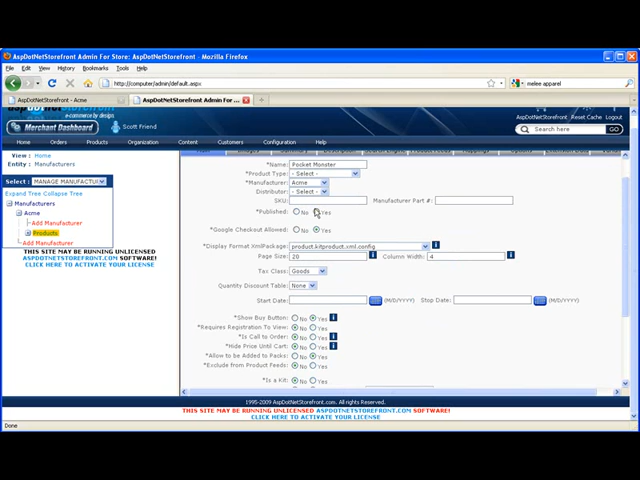 AspDotNetStorefront Admin For Store: AspDotNetStorefront - Mozilla Firefox
File Edit View History Bookmarks Tools Help
http://computer/admin/default.aspx
melee apparel
AspDotNetStorefront - Acme
AspDotNetStorefront Admin For S...
e-commerce by design.
AspDotNetStorefront Reset Cache Logout
Merchant Dashboard
Scott Friend
Search here...
GO
Home Orders Products Organization Customers Configuration Help
View : Home
Entity : Manufacturers
Select : MANAGE MANUFACTU
Expand Tree Collapse Tree
Manufacturers
Acme
Add Manufacturer
Products
Add Manufacturer
THIS SITE MAY BE RUNNING UNLICENSED
ASPDOTNETSTOREFRONT.COM SOFTWARE!
CLICK HERE TO ACTIVATE YOUR LICENSE
*Name: Pocket Monster
*Product Type: - Select -
*Manufacturer: Acme
Distributor: - Select -
SKU: Manufacturer Part #:
*Published: No Yes
*Google Checkout Allowed: No Yes
*Display Format XmlPackage: product.kitproduct.xml.config
Page Size: 20 Column Width: 4
Tax Class: Goods
Quantity Discount Table: None
Start Date: (M/D/YYYY) Stop Date: (M/D/YYYY)
*Show Buy Button: No Yes
*Requires Registration To View: No Yes
*Is Call to Order: No Yes
*Hide Price Until Cart: No Yes
*Allow to be Added to Packs: No Yes
*Exclude from Product Feeds: No Yes
*Is a Kit: No Yes
1995-2009 AspDotNetStorefront.com. All rights Reserved.
THIS SITE MAY BE RUNNING UNLICENSED ASPDOTNETSTOREFRONT.COM SOFTWARE!
CLICK HERE TO ACTIVATE YOUR LICENSE
Done